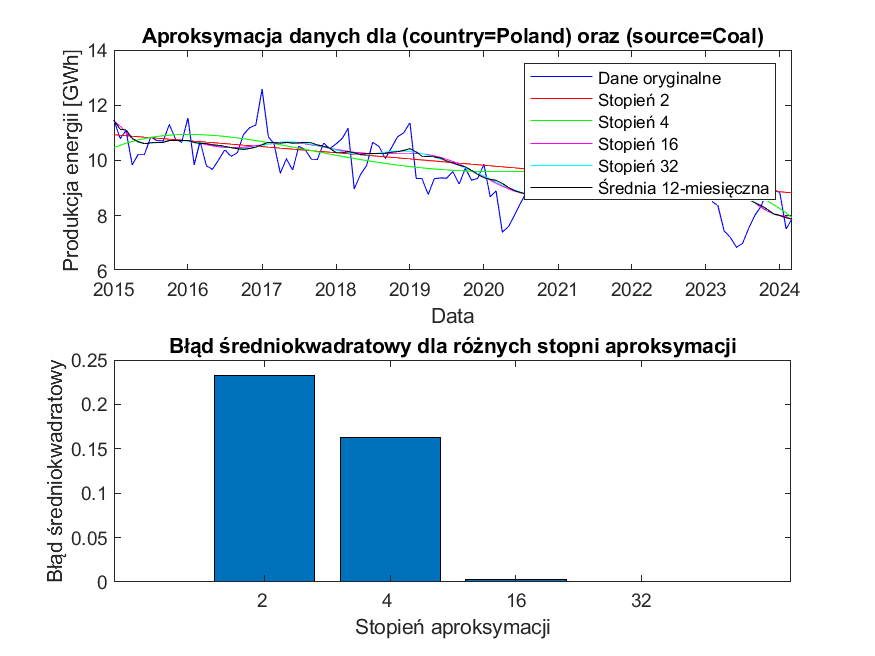 Aproksymacja danych dla (country=Poland) oraz (source=Coal)
Produkcja energii [GWh]
14
12
10
8
6
Dane oryginalne
Stopień 2
Stopień 4
Stopień 16
Stopień 32
Średnia 12-miesięczna
2015 2016 2017 2018 2019 2020 2021 2022 2023 2024
Data
Błąd średniokwadratowy dla różnych stopni aproksymacji
Błąd średniokwadratowy
0.25
0.2
0.15
0.1
0.05
0
2 4 16 32
Stopień aproksymacji